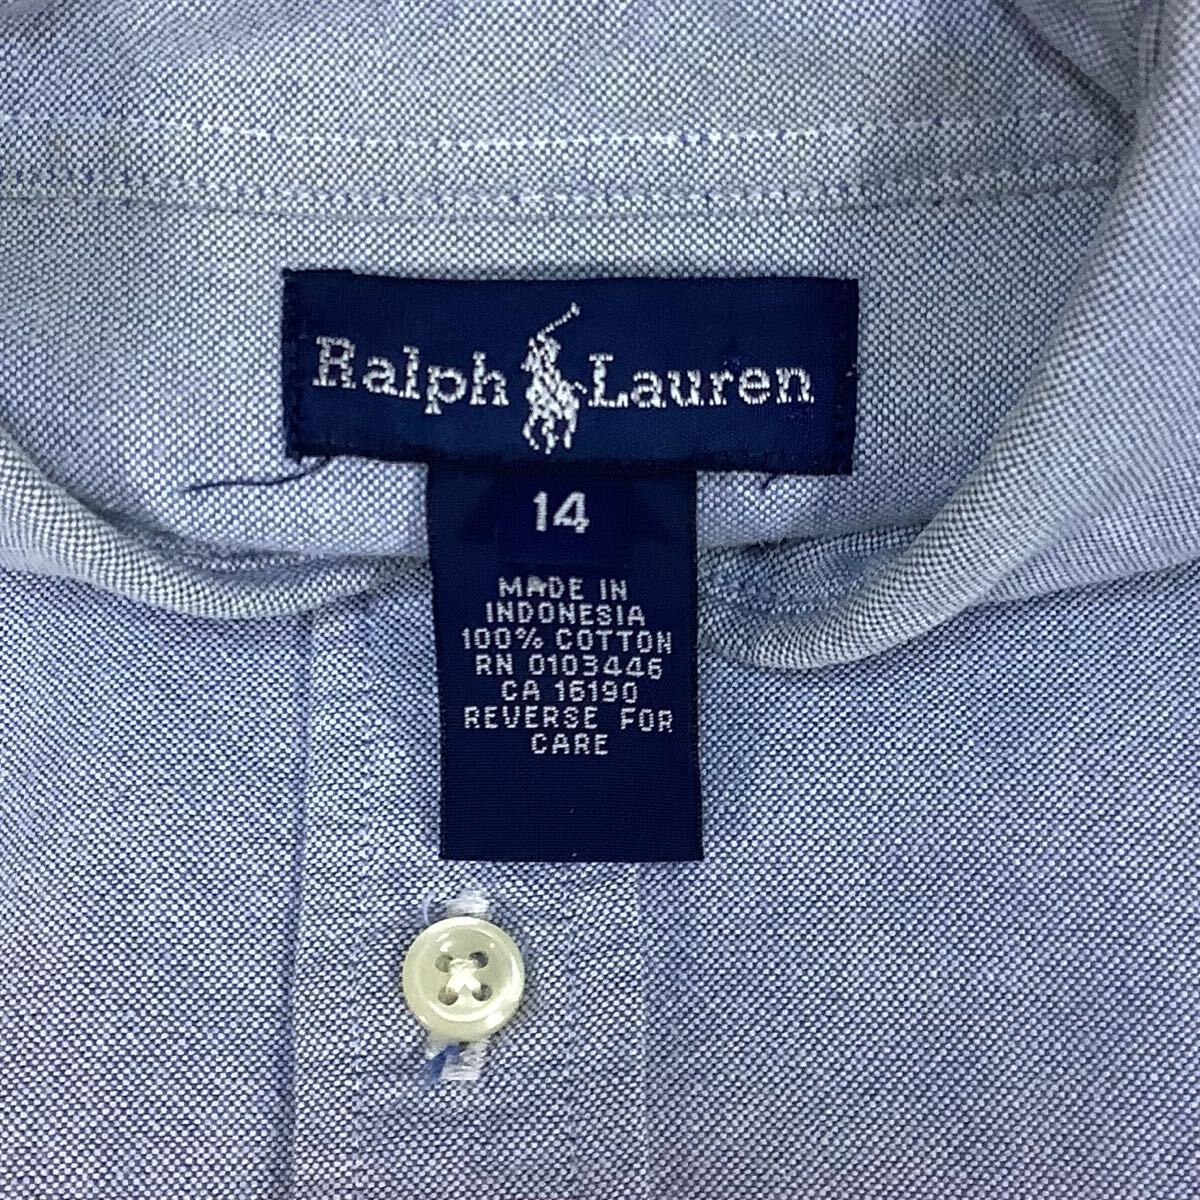 Ralph Lauren
14
MADE IN
INDONESIA
100% COTTON
RN 0103446
CA 16190
REVERSE FOR
CARE